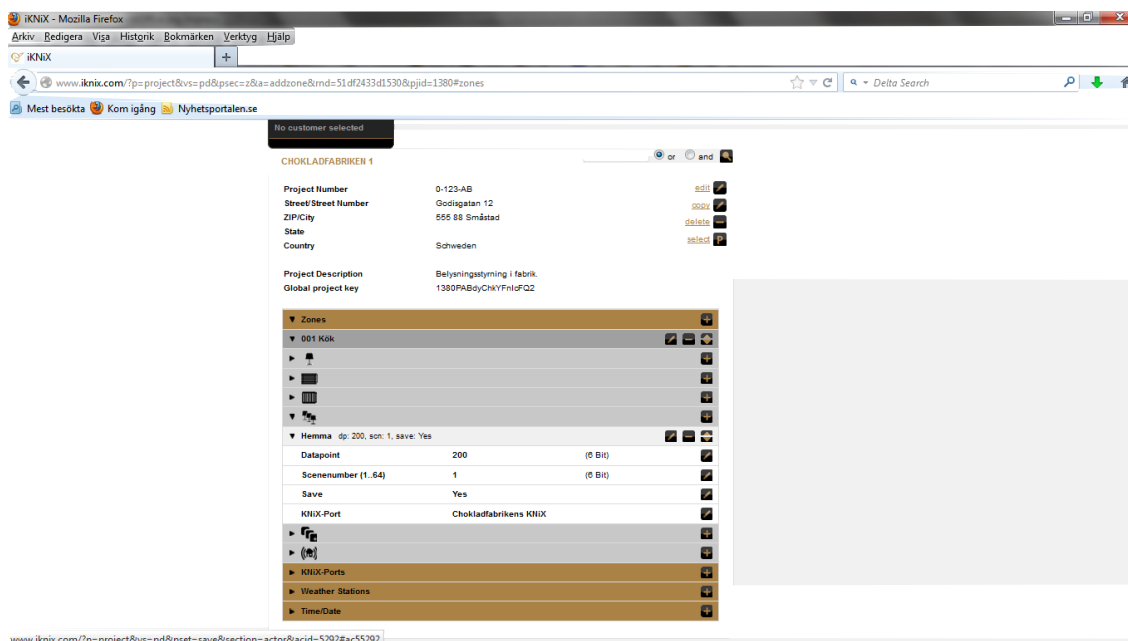 iKNiX - Mozilla Firefox
Arkiv Redigera Visa Historik Bokmärken Verktyg Hjälp
iKNiX +
www.iknix.com/?p=project&vs=pd&psec=z&a=addzone&rnd=51df2433d1530&pjid=1380#zones Delta Search
Mest besökta Kom igång Nyhetsportalen.se
No customer selected
CHOKLADFABRIKEN 1 or and
Project Number 0-123-AB edit
Street/Street Number Godisgatan 12 copy
ZIP/City 555 88 Småstad delete
State
Country Schweden select P
Project Description Belysningsstyrning i fabrik.
Global project key
Zones
001 Kök
Hemma dp: 200, scn: 1, save: Yes
Datapoint 200 (6 Bit)
Scenenumber (1..64) 1 (6 Bit)
Save Yes
KNiX-Port Chokladfabrikens KNiX
KNiX-Ports
Weather Stations
Time/Date
www.iknix.com/?p=project&vs=pd&pset=save&section=actor&acid=5292#ac55292